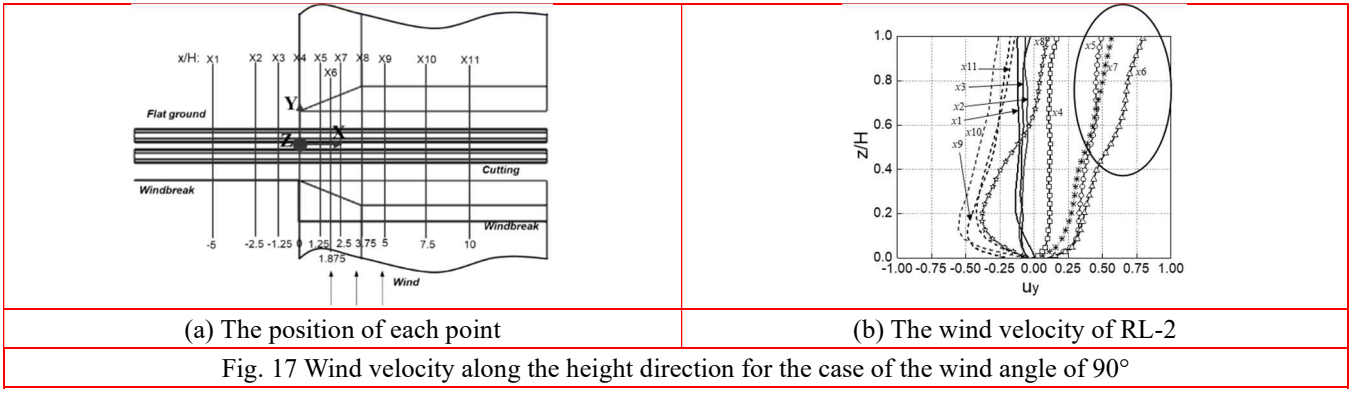 x/H: X1 X2 X3 X4 X5 X7 X8 X9 X10 X11
X6
Y
Flat ground
Z X
Cutting
Windbreak
Windbreak
-5 -2.5 -1.25 0 1.25 2.5 3.75 5 7.5 10
1.875
Wind
1.0
0.8
0.6
0.4
0.2
0.0
z/H
-1.00 -0.75 -0.50 -0.25 0.00 0.25 0.50 0.75 1.00
uy
x8 x5
x7 x6
x11
x3
x2
x1 x4
x10
x9
(a) The position of each point
(b) The wind velocity of RL-2
Fig. 17 Wind velocity along the height direction for the case of the wind angle of 90°